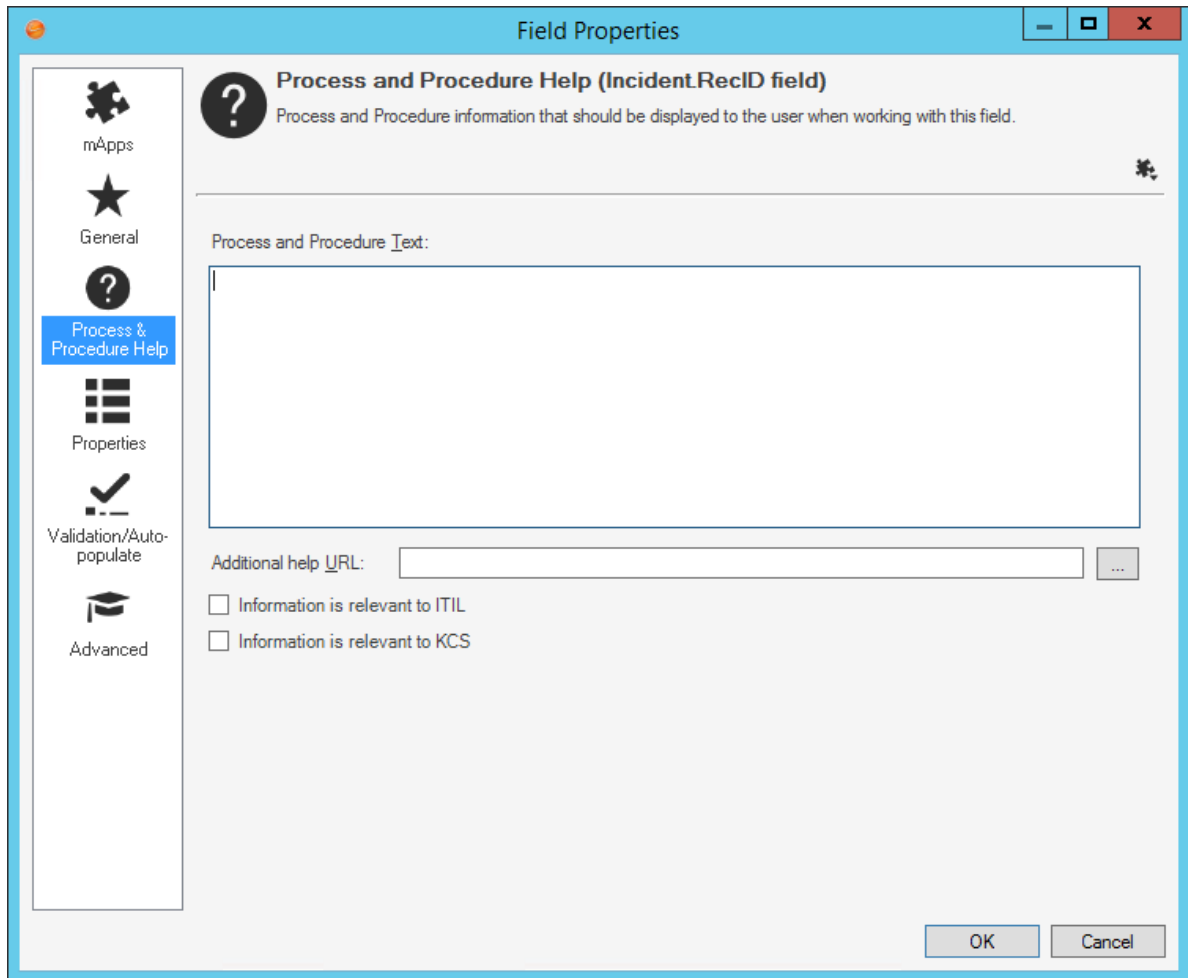 Field Properties
X
mApps
General
Process &
Procedure Help
Properties
Validation/Auto-
populate
Advanced
Process and Procedure Help (Incident.RecID field)
Process and Procedure information that should be displayed to the user when working with this field.
Process and Procedure Text:
Additional help URL:
...
Information is relevant to ITIL
Information is relevant to KCS
OK
Cancel